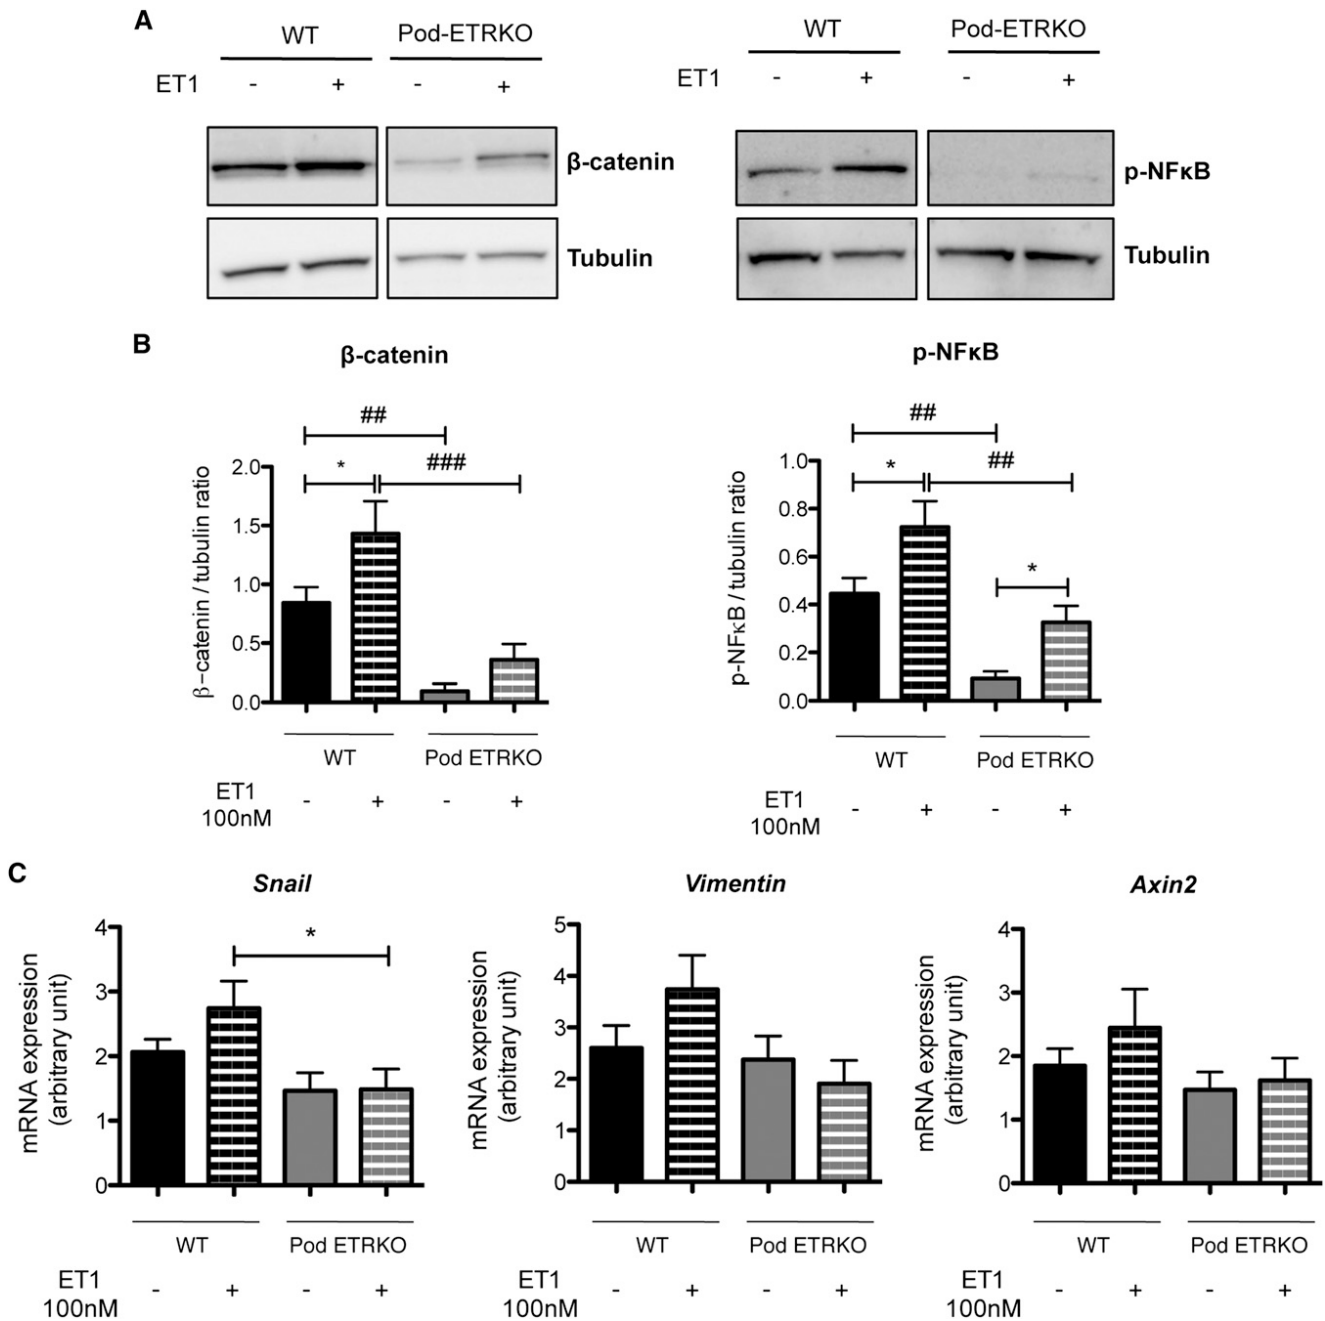 A
WT Pod-ETRKO WT Pod-ETRKO
ET1 - + - + ET1 - + - +
β-catenin p-NFκB
Tubulin Tubulin
B
β-catenin p-NFκB
## ##
* ### * ##
*
β-catenin / tubulin ratio
2.0
1.5
1.0
0.5
0.0
p-NFκB / tubulin ratio
1.0
0.8
0.6
0.4
0.2
0.0
WT Pod ETRKO WT Pod ETRKO
ET1
100nM - + - +
ET1
100nM - + - +
C
Snail Vimentin Axin2
*
mRNA expression
(arbitrary unit)
4
3
2
1
0
mRNA expression
(arbitrary unit)
5
4
3
2
1
0
mRNA expression
(arbitrary unit)
4
3
2
1
0
WT Pod ETRKO WT Pod ETRKO WT Pod ETRKO
ET1
100nM - + - +
ET1
100nM - + - +
ET1
100nM - + - +